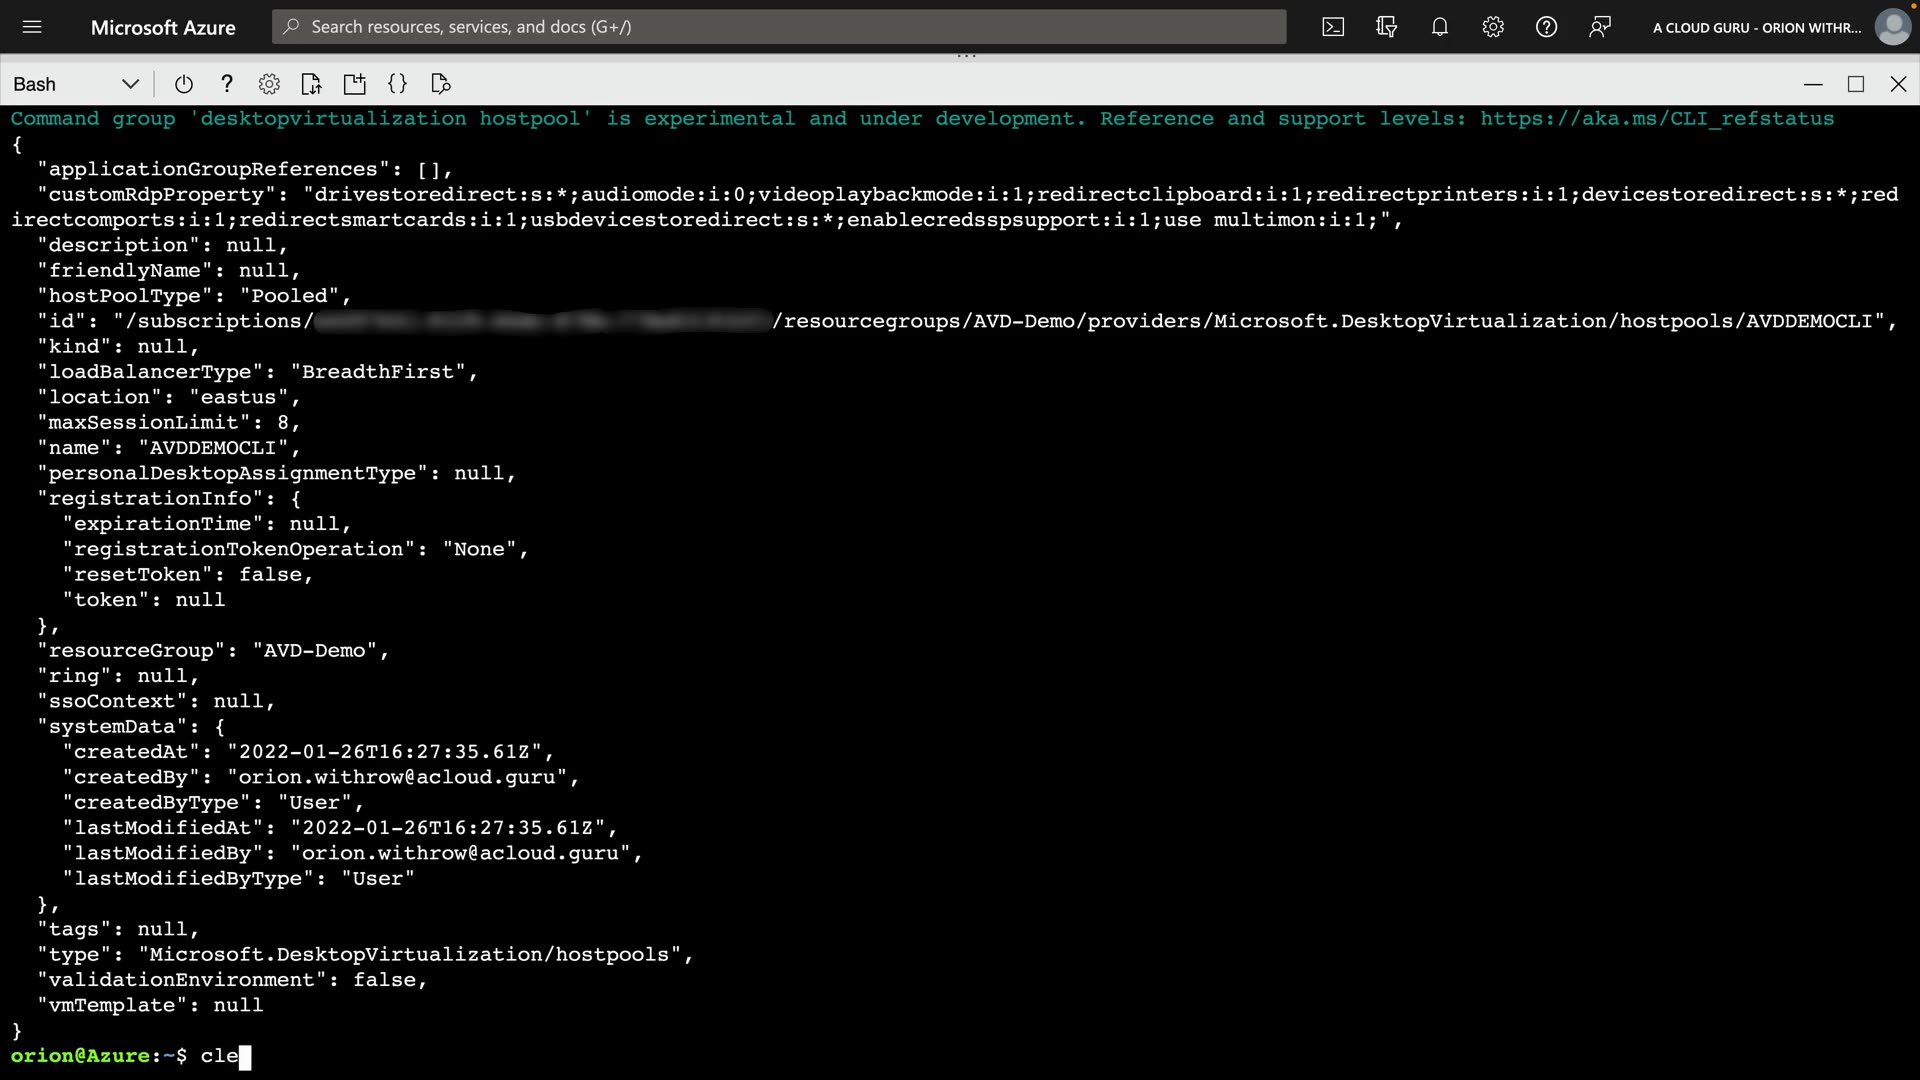 Microsoft Azure
Search resources, services, and docs (G+/)
A CLOUD GURU - ORION WITHR...
Bash
Command group 'desktopvirtualization hostpool' is experimental and under development. Reference and support levels: https://aka.ms/CLI_refstatus
{
"applicationGroupReferences": [],
"customRdpProperty": "drivestoredirect:s:*;audiomode:i:0;videoplaybackmode:i:1;redirectclipboard:i:1;redirectprinters:i:1;devicestoredirect:s:*;red
irectcomports:i:1;redirectsmartcards:i:1;usbdevicestoredirect:s:*;enablecredsspsupport:i:1;use multimon:i:1;",
"description": null,
"friendlyName": null,
"hostPoolType": "Pooled",
"id": "/subscriptions/ /resourcegroups/AVD-Demo/providers/Microsoft.DesktopVirtualization/hostpools/AVDDEMOCLI",
"kind": null,
"loadBalancerType": "BreadthFirst",
"location": "eastus",
"maxSessionLimit": 8,
"name": "AVDDEMOCLI",
"personalDesktopAssignmentType": null,
"registrationInfo": {
"expirationTime": null,
"registrationTokenOperation": "None",
"resetToken": false,
"token": null
},
"resourceGroup": "AVD-Demo",
"ring": null,
"ssoContext": null,
"systemData": {
"createdAt": "2022-01-26T16:27:35.61Z",
"createdBy": "orion.withrow@acloud.guru",
"createdByType": "User",
"lastModifiedAt": "2022-01-26T16:27:35.61Z",
"lastModifiedBy": "orion.withrow@acloud.guru",
"lastModifiedByType": "User"
},
"tags": null,
"type": "Microsoft.DesktopVirtualization/hostpools",
"validationEnvironment": false,
"vmTemplate": null
}
orion@Azure:~$ cle